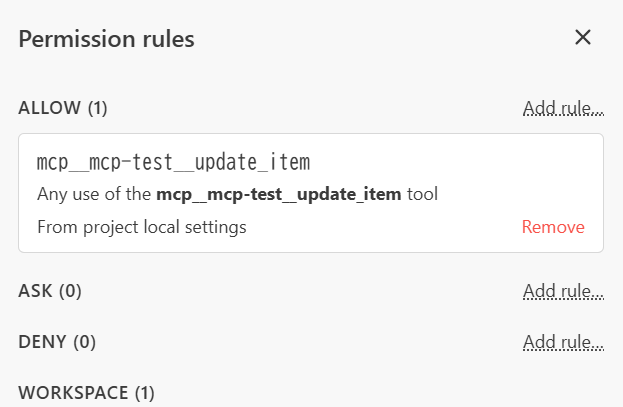 Permission rules
ALLOW (1)
Add rule...
mcp__mcp-test__update_item
Any use of the mcp__mcp-test__update_item tool
From project local settings
Remove
ASK (0)
Add rule...
DENY (0)
Add rule...
WORKSPACE (1)